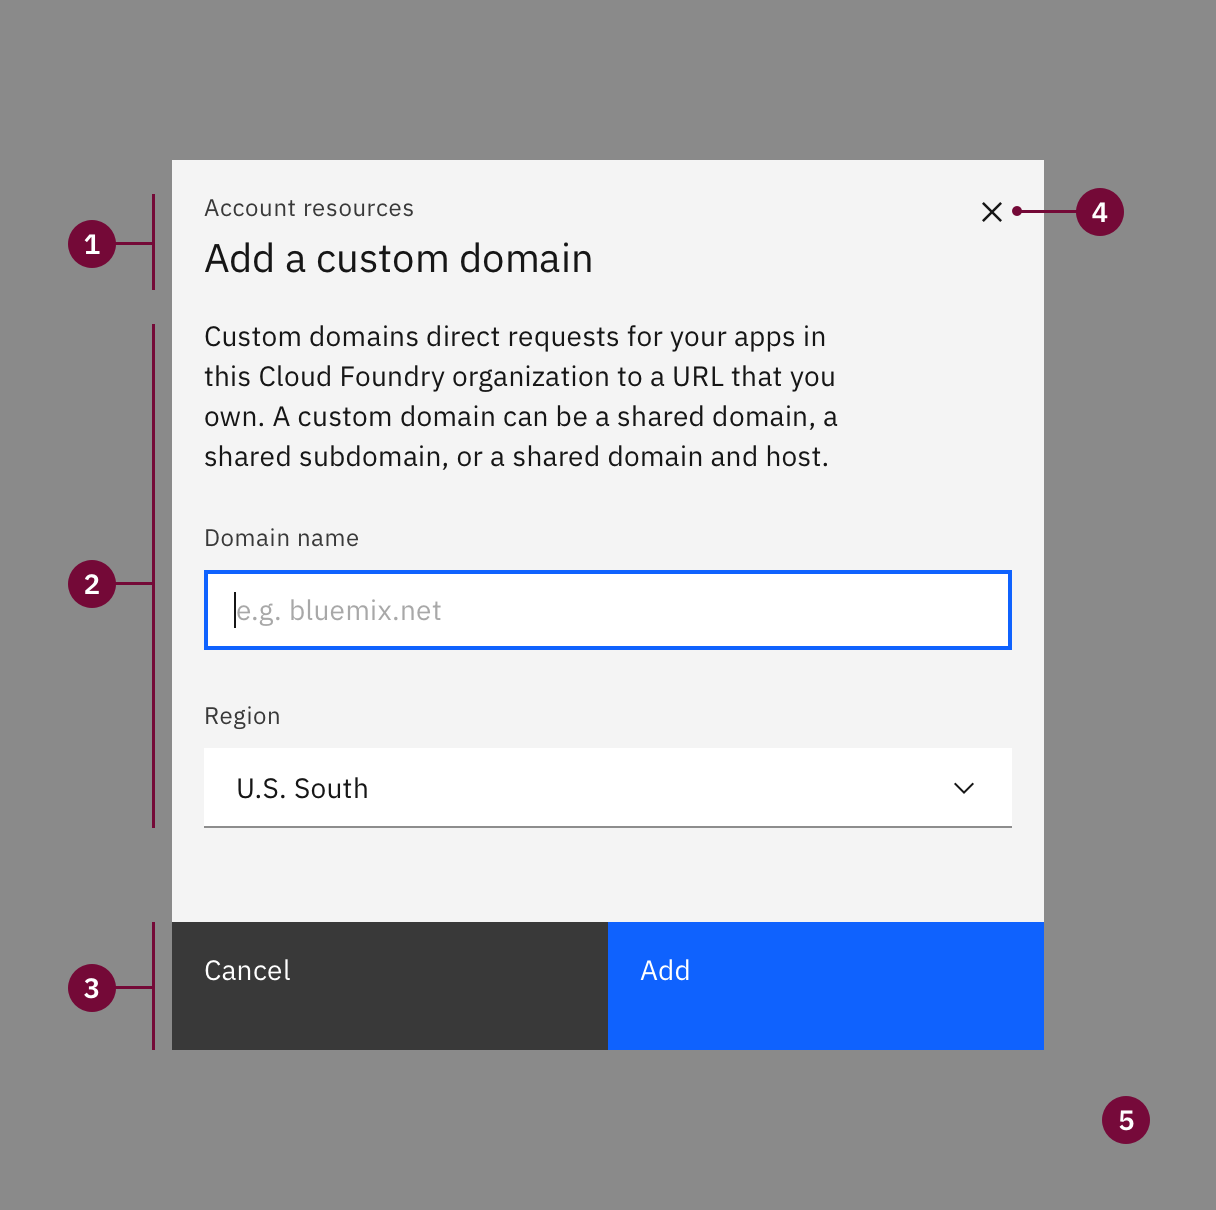 Account resources
4
1
Add a custom domain
Custom domains direct requests for your apps in
this Cloud Foundry organization to a URL that you
own. A custom domain can be a shared domain, a
shared subdomain, or a shared domain and host.
Domain name
2
e.g. bluemix.net
Region
U.S. South
3
Cancel
Add
5